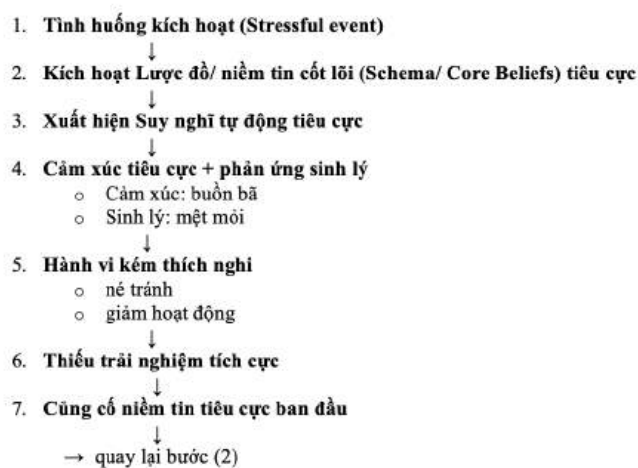 1. Tình huống kích hoạt (Stressful event)
↓
2. Kích hoạt Lược đồ/ niềm tin cốt lõi (Schema/ Core Beliefs) tiêu cực
↓
3. Xuất hiện Suy nghĩ tự động tiêu cực
↓
4. Cảm xúc tiêu cực + phản ứng sinh lý
o Cảm xúc: buồn bã
o Sinh lý: mệt mỏi
↓
5. Hành vi kém thích nghi
o né tránh
o giảm hoạt động
↓
6. Thiếu trải nghiệm tích cực
↓
7. Củng cố niềm tin tiêu cực ban đầu
↓
→ quay lại bước (2)